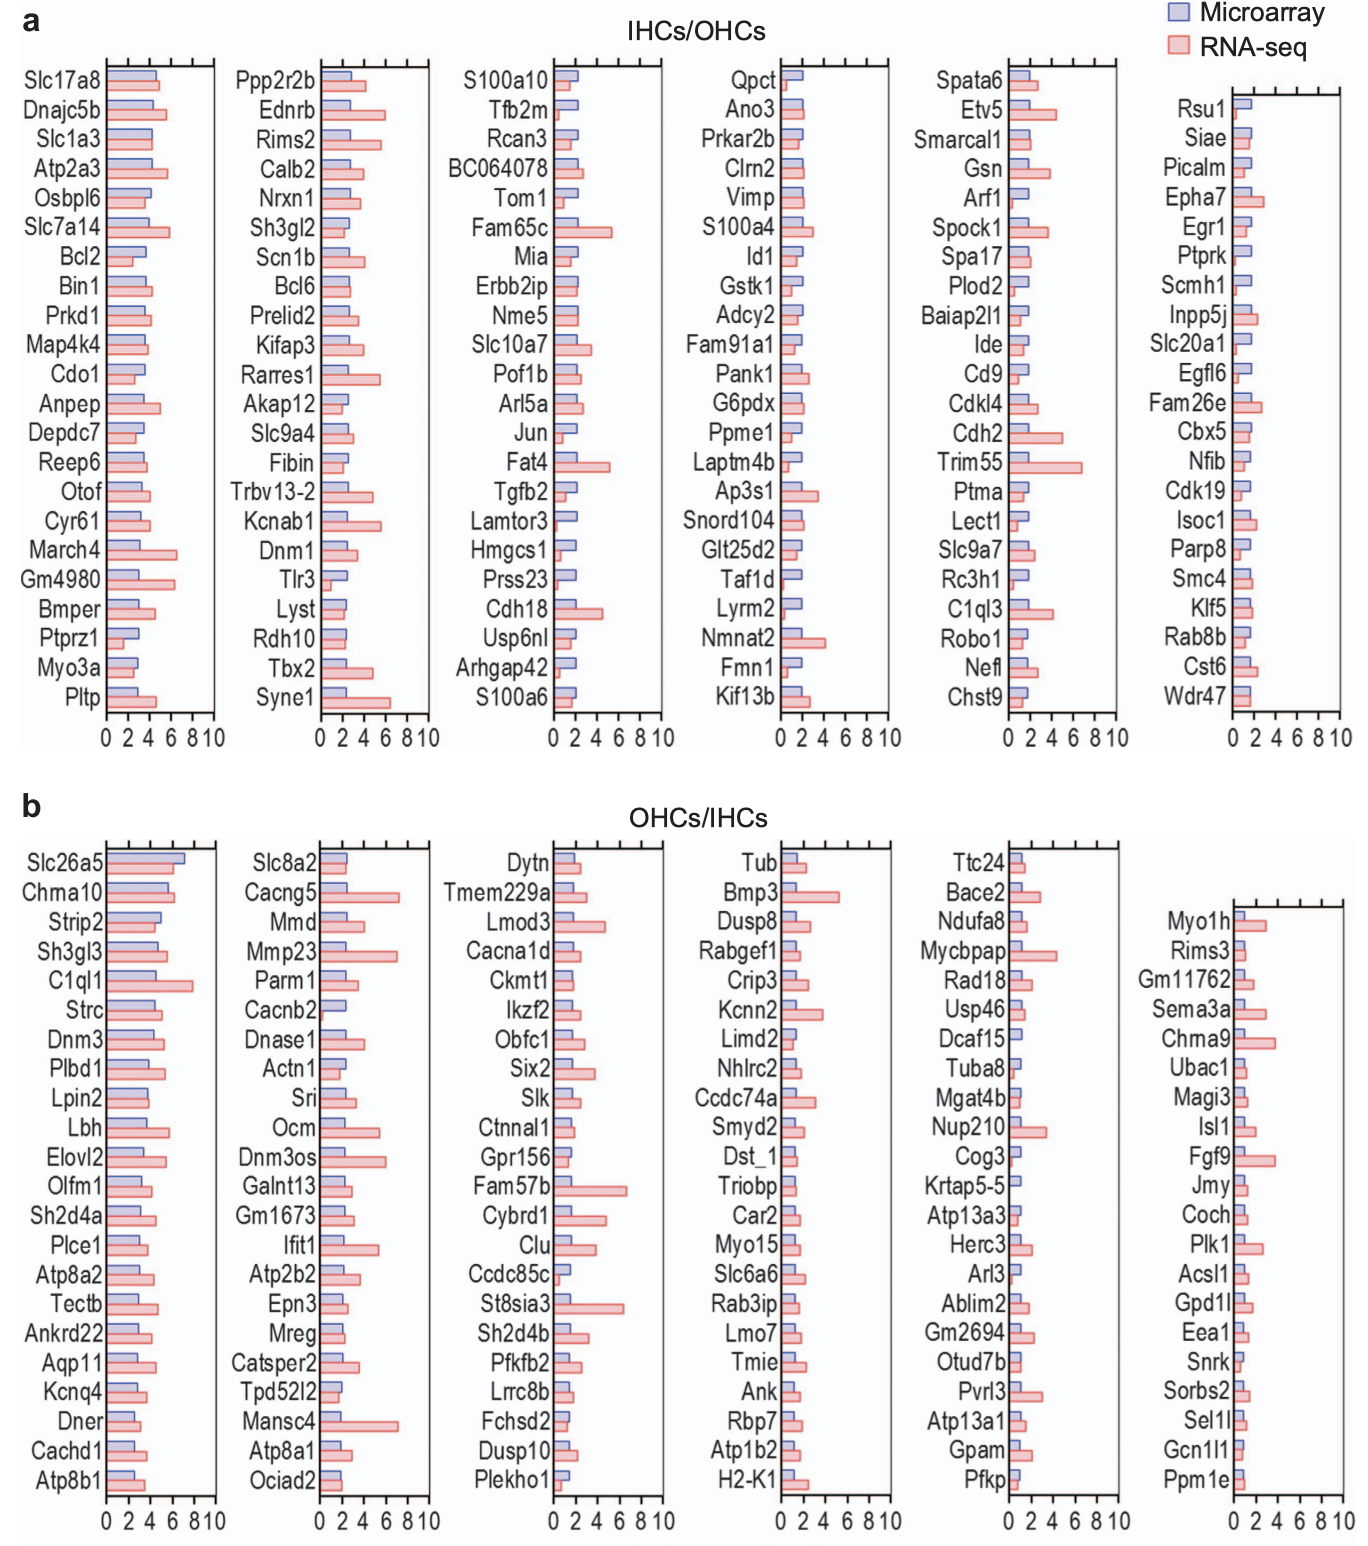 a
IHCs/OHCs
Microarray
RNA-seq
Slc17a8
Dnajc5b
Slc1a3
Atp2a3
Osbpl6
Slc7a14
Bcl2
Bin1
Prkd1
Map4k4
Cdo1
Anpep
Depdc7
Reep6
Otof
Cyr61
March4
Gm4980
Bmper
Ptprz1
Myo3a
Pltp
0 2 4 6 8 10
Ppp2r2b
Ednrb
Rims2
Calb2
Nrxn1
Sh3gl2
Scn1b
Bcl6
Prelid2
Kifap3
Rarres1
Akap12
Slc9a4
Fibin
Trbv13-2
Kcnab1
Dnm1
Tlr3
Lyst
Rdh10
Tbx2
Syne1
0 2 4 6 8 10
S100a10
Tfb2m
Rcan3
BC064078
Tom1
Fam65c
Mia
Erbb2ip
Nme5
Slc10a7
Pof1b
Arl5a
Jun
Fat4
Tgfb2
Lamtor3
Hmgcs1
Prss23
Cdh18
Usp6nl
Arhgap42
S100a6
0 2 4 6 8 10
Qpct
Ano3
Prkar2b
Clrn2
Vimp
S100a4
Id1
Gstk1
Adcy2
Fam91a1
Pank1
G6pdx
Ppme1
Laptm4b
Ap3s1
Snord104
Glt25d2
Taf1d
Lyrm2
Nmnat2
Fmn1
Kif13b
0 2 4 6 8 10
Spata6
Etv5
Smarcal1
Gsn
Arf1
Spock1
Spa17
Plod2
Baiap2l1
Ide
Cd9
Cdkl4
Cdh2
Trim55
Ptma
Lect1
Slc9a7
Rc3h1
C1ql3
Robo1
Nefl
Chst9
0 2 4 6 8 10
Rsu1
Siae
Picalm
Epha7
Egr1
Ptprk
Scmh1
Inpp5j
Slc20a1
Egfl6
Fam26e
Cbx5
Nfib
Cdk19
Isoc1
Parp8
Smc4
Klf5
Rab8b
Cst6
Wdr47
0 2 4 6 8 10
b
OHCs/IHCs
Slc26a5
Chrna10
Strip2
Sh3gl3
C1ql1
Strc
Dnm3
Plbd1
Lpin2
Lbh
Elovl2
Olfm1
Sh2d4a
Plce1
Atp8a2
Tectb
Ankrd22
Aqp11
Kcnq4
Dner
Cachd1
Atp8b1
0 2 4 6 8 10
Slc8a2
Cacng5
Mmd
Mmp23
Parm1
Cacnb2
Dnase1
Actn1
Sri
Ocm
Dnm3os
Galnt13
Gm1673
Ifit1
Atp2b2
Epn3
Mreg
Catsper2
Tpd52l2
Mansc4
Atp8a1
Ociad2
0 2 4 6 8 10
Dytn
Tmem229a
Lmod3
Cacna1d
Ckmt1
Ikzf2
Obfc1
Six2
Slk
Ctnnal1
Gpr156
Fam57b
Cybrd1
Clu
Ccdc85c
St8sia3
Sh2d4b
Pfkfb2
Lrrc8b
Fchsd2
Dusp10
Plekho1
0 2 4 6 8 10
Tub
Bmp3
Dusp8
Rabgef1
Crip3
Kcnn2
Limd2
Nhlrc2
Ccdc74a
Smyd2
Dst_1
Triobp
Car2
Myo15
Slc6a6
Rab3ip
Lmo7
Tmie
Ank
Rbp7
Atp1b2
H2-K1
0 2 4 6 8 10
Ttc24
Bace2
Ndufa8
Mycbpap
Rad18
Usp46
Dcaf15
Tuba8
Mgat4b
Nup210
Cog3
Krtap5-5
Atp13a3
Herc3
Arl3
Ablim2
Gm2694
Otud7b
Pvrl3
Atp13a1
Gpam
Pfkp
0 2 4 6 8 10
Myo1h
Rims3
Gm11762
Sema3a
Chrna9
Ubac1
Magi3
Isl1
Fgf9
Jmy
Coch
Plk1
Acsl1
Gpd1l
Eea1
Snrk
Sorbs2
Sel1l
Gcn1l1
Ppm1e
0 2 4 6 8 10